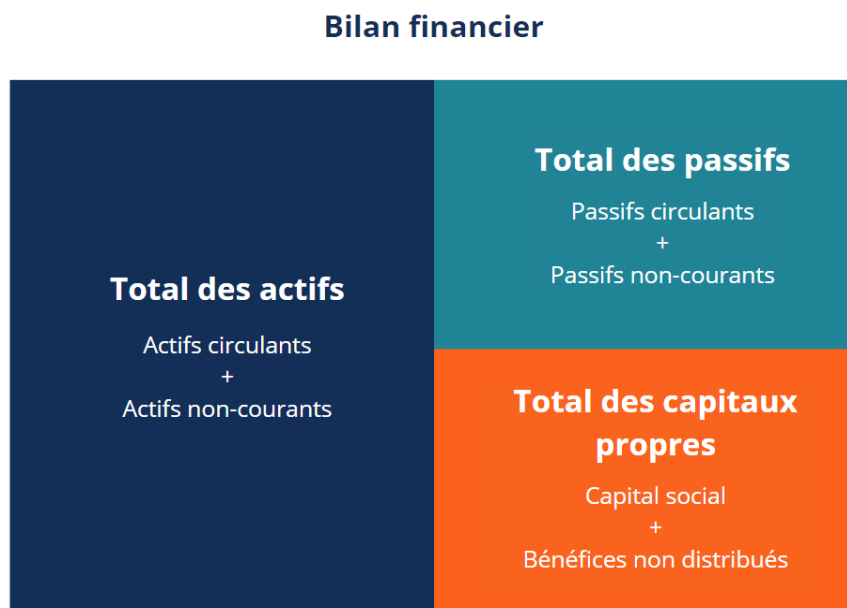 Bilan financier
Total des actifs
Actifs circulants
+
Actifs non-courants
Total des passifs
Passifs circulants
+
Passifs non-courants
Total des capitaux
propres
Capital social
+
Bénéfices non distribués